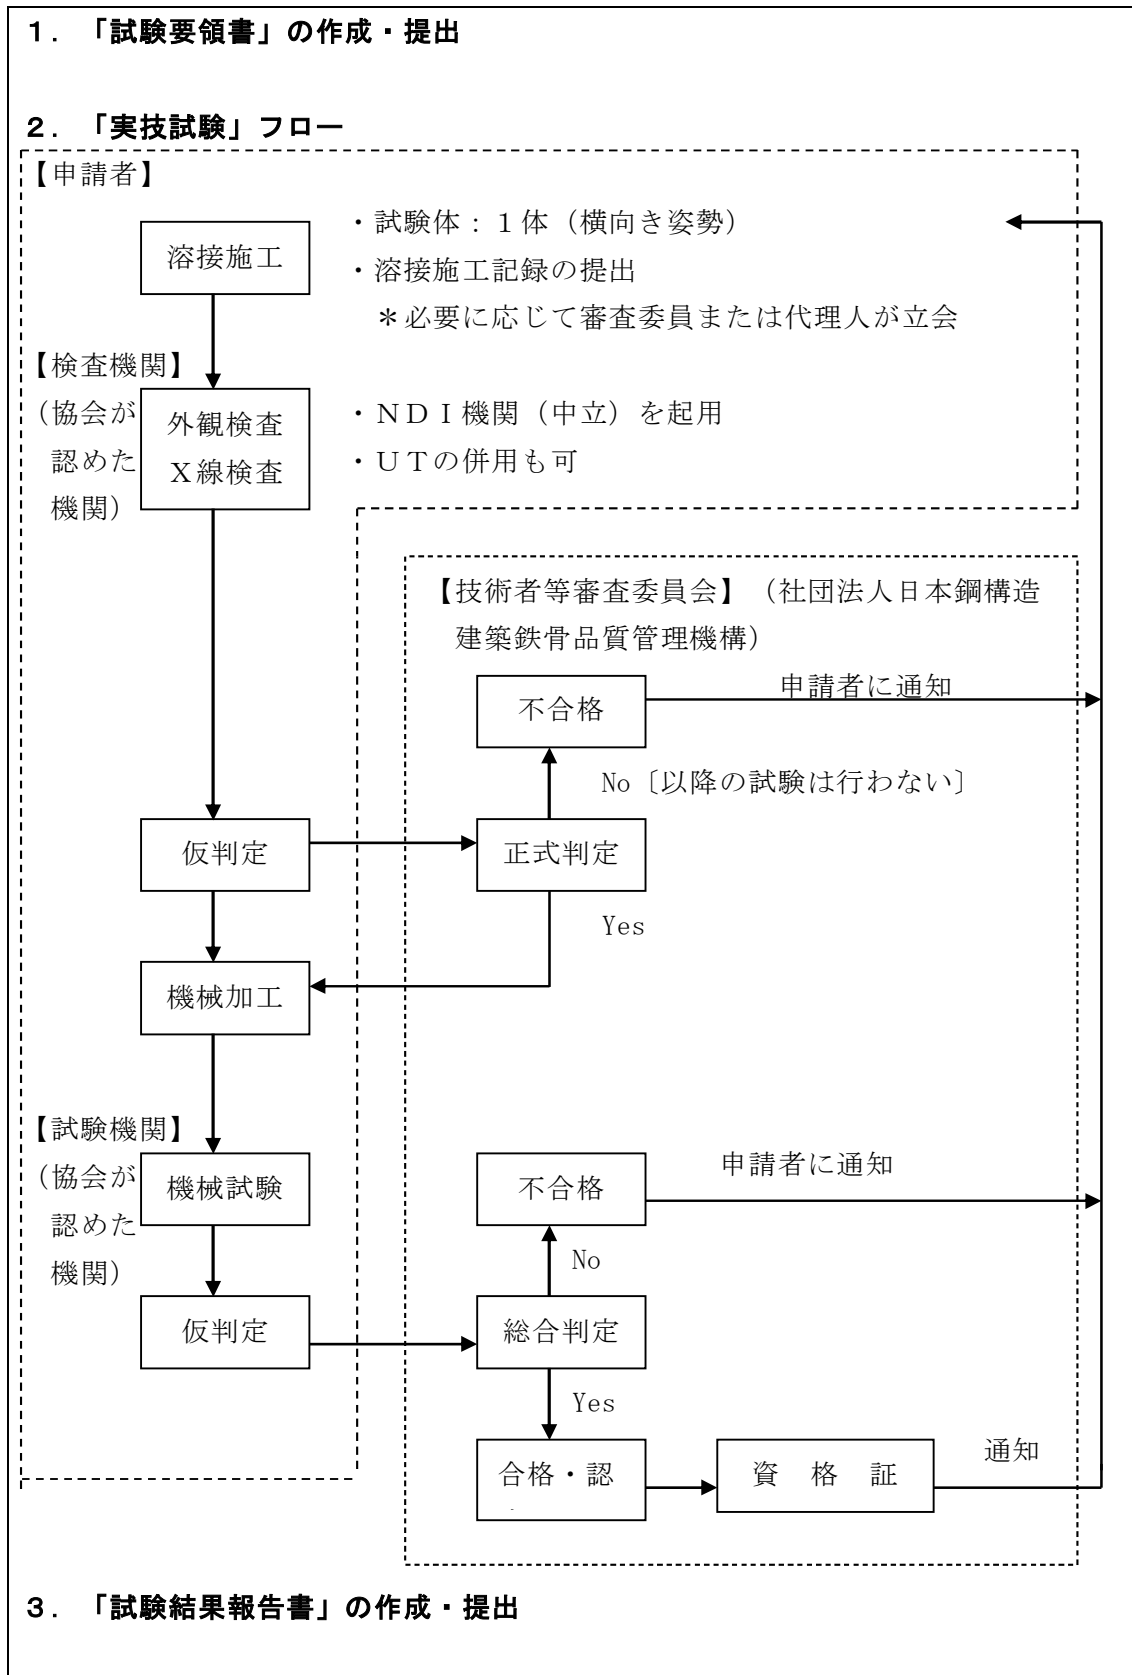 １．「試験要領書」の作成・提出
２．「実技試験」フロー
【申請者】
溶接施工
・試験体：１体（横向き姿勢）
・溶接施工記録の提出
＊必要に応じて審査委員または代理人が立会
【検査機関】
（協会が
認めた
機関）
外観検査
Ｘ線検査
・ＮＤＩ機関（中立）を起用
・ＵＴの併用も可
【技術者等審査委員会】（社団法人日本鋼構造
建築鉄骨品質管理機構）
不合格
申請者に通知
No〔以降の試験は行わない〕
仮判定
正式判定
Yes
機械加工
【試験機関】
（協会が
認めた
機関）
機械試験
不合格
申請者に通知
No
仮判定
総合判定
Yes
合格・認
資　格　証
通知
３．「試験結果報告書」の作成・提出